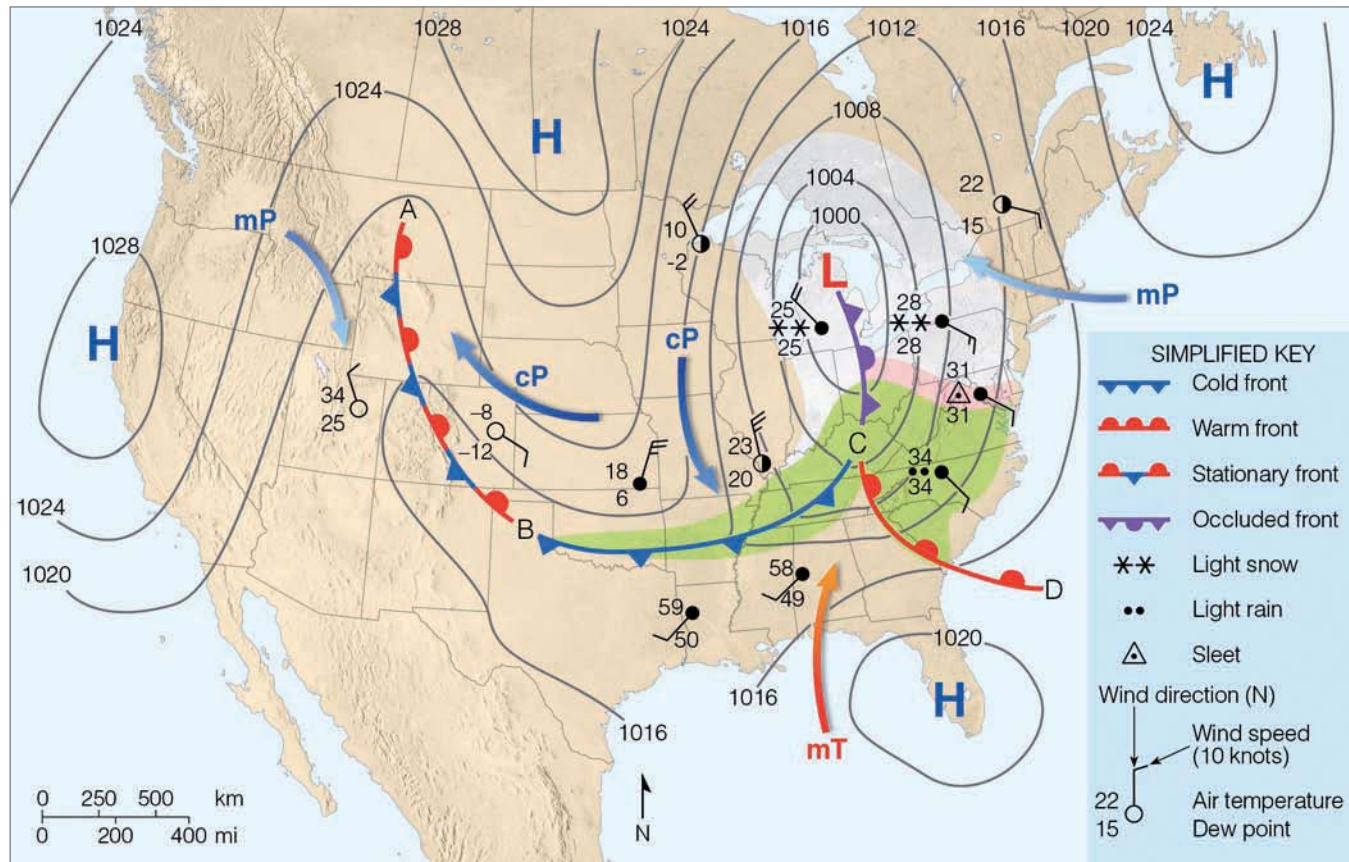 1024
1028
1024
1016
1012
1016
1020
1024
H
1024
H
1008
1004
1000
22
15
A
mP
10
-2
L
mP
1028
H
25
25
28
28
cP
cP
31
31
34
25
–8
–12
18
6
23
20
C
34
34
1024
B
1020
58
49
D
59
50
1020
H
1016
1016
mT
0 250 500 km
0 200 400 mi
N
SIMPLIFIED KEY
Cold front
Warm front
Stationary front
Occluded front
Light snow
Light rain
Sleet
Wind direction (N)
Wind speed
(10 knots)
22
15
Air temperature
Dew point